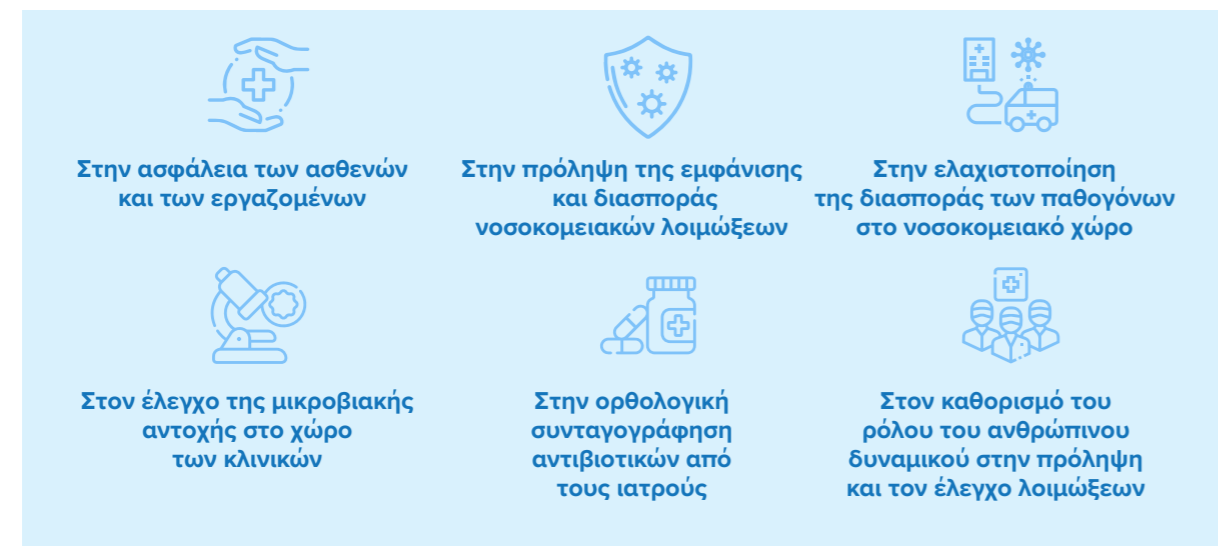 Στην ασφάλεια των ασθενών
και των εργαζομένων
Στην πρόληψη της εμφάνισης
και διασποράς
νοσοκομειακών λοιμώξεων
Στην ελαχιστοποίηση
της διασποράς των παθογόνων
στο νοσοκομειακό χώρο
Στον έλεγχο της μικροβιακής
αντοχής στο χώρο
των κλινικών
Στην ορθολογική
συνταγογράφηση
αντιβιοτικών από
τους ιατρούς
Στον καθορισμό του
ρόλου του ανθρώπινου
δυναμικού στην πρόληψη
και τον έλεγχο λοιμώξεων